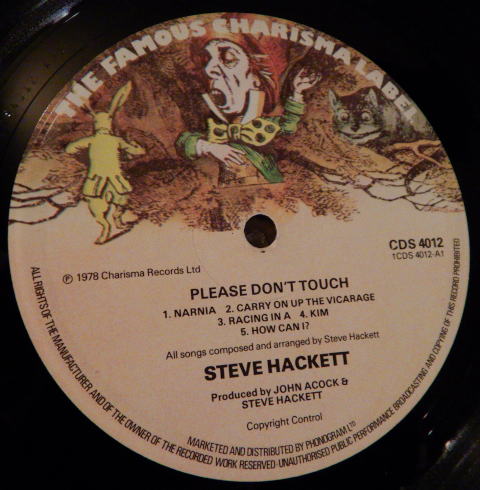 THE FAMOUS CHARISMA LABEL
CDS 4012
1CDS 4012-A1
℗ 1978 Charisma Records Ltd
PLEASE DON'T TOUCH
1. NARNIA 2. CARRY ON UP THE VICARAGE
3. RACING IN A 4. KIM
5. HOW CAN I?
All songs composed and arranged by Steve Hackett
STEVE HACKETT
Produced by JOHN ACOCK &
STEVE HACKETT
Copyright Control
MARKETED AND DISTRIBUTED BY PHONOGRAM LTD
ALL RIGHTS OF THE MANUFACTURER AND OF THE OWNER OF THE RECORDED WORK RESERVED·UNAUTHORISED PUBLIC PERFORMANCE BROADCASTING AND COPYING OF THIS RECORD PROHIBITED